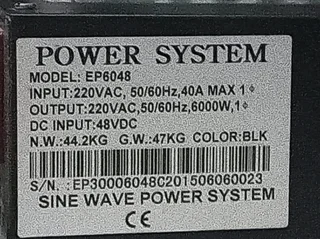 POWER SYSTEM
MODEL: EP6048
INPUT:220VAC, 50/60Hz,40A MAX 1Φ
OUTPUT:220VAC,50/60Hz,6000W,1Φ
DC INPUT:48VDC
N.W.:44.2KG G.W.:47KG COLOR:BLK
S/N. :EP30006048C201506060023
SINE WAVE POWER SYSTEM
CE